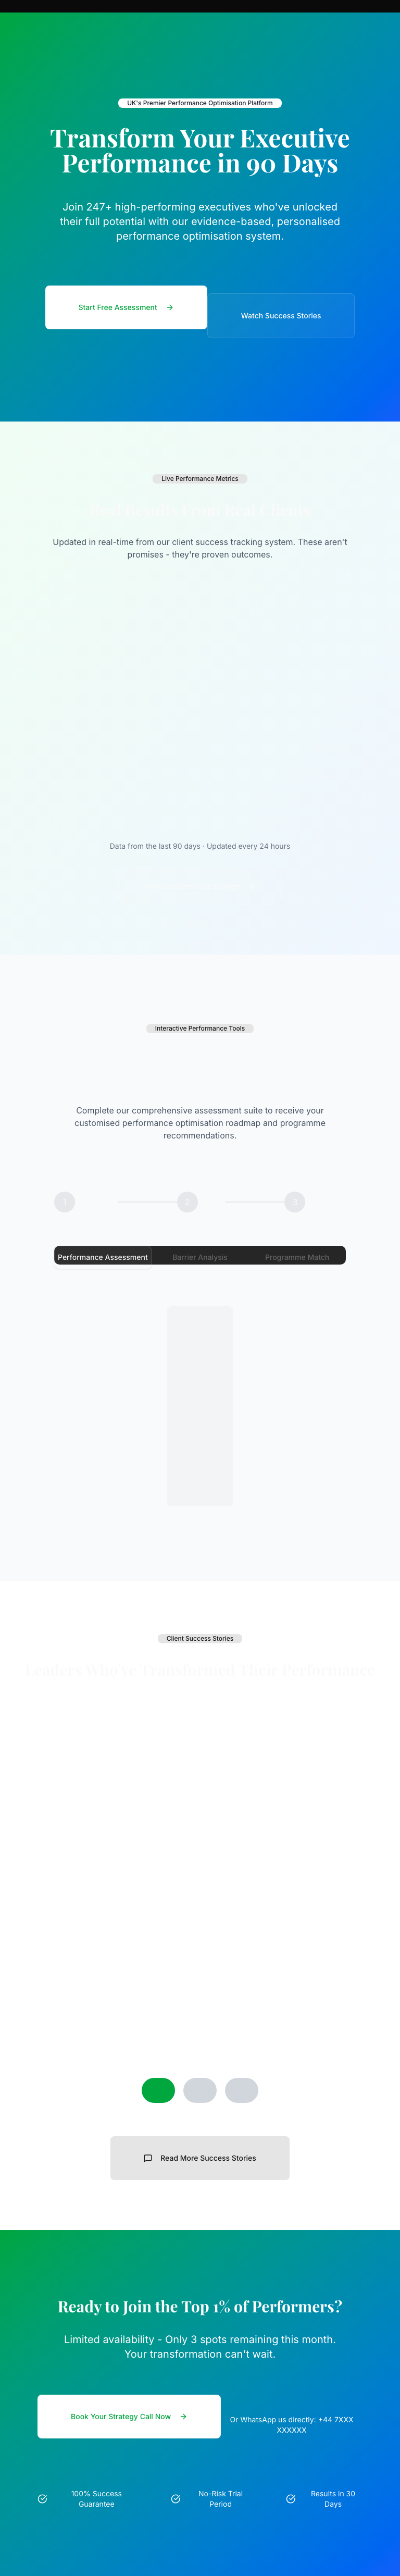 UK's Premier Performance Optimisation Platform
Transform Your Executive
Performance in 90 Days
Join 247+ high-performing executives who've unlocked
their full potential with our evidence-based, personalised
performance optimisation system.
Start Free Assessment
Watch Success Stories
Live Performance Metrics
Updated in real-time from our client success tracking system. These aren't
promises - they're proven outcomes.
Data from the last 90 days · Updated every 24 hours
Interactive Performance Tools
Complete our comprehensive assessment suite to receive your
customised performance optimisation roadmap and programme
recommendations.
1
2
3
Performance Assessment
Barrier Analysis
Programme Match
Client Success Stories
Leaders Who've Transformed Their Performance
Read More Success Stories
Ready to Join the Top 1% of Performers?
Limited availability - Only 3 spots remaining this month.
Your transformation can't wait.
Book Your Strategy Call Now
Or WhatsApp us directly: +44 7XXX
XXXXXX
100% Success
Guarantee
No-Risk Trial
Period
Results in 30
Days